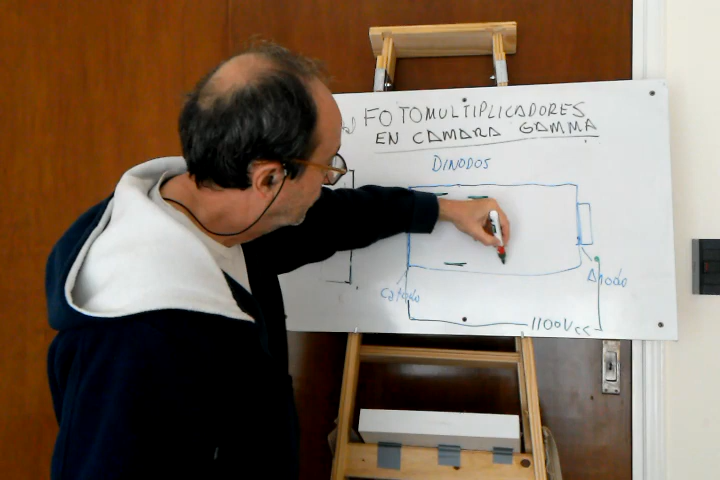 FOTOMULTIPLICADORES
EN CAMARA GAMMA
DINODOS
Anodo
Catodo
1100Vcc